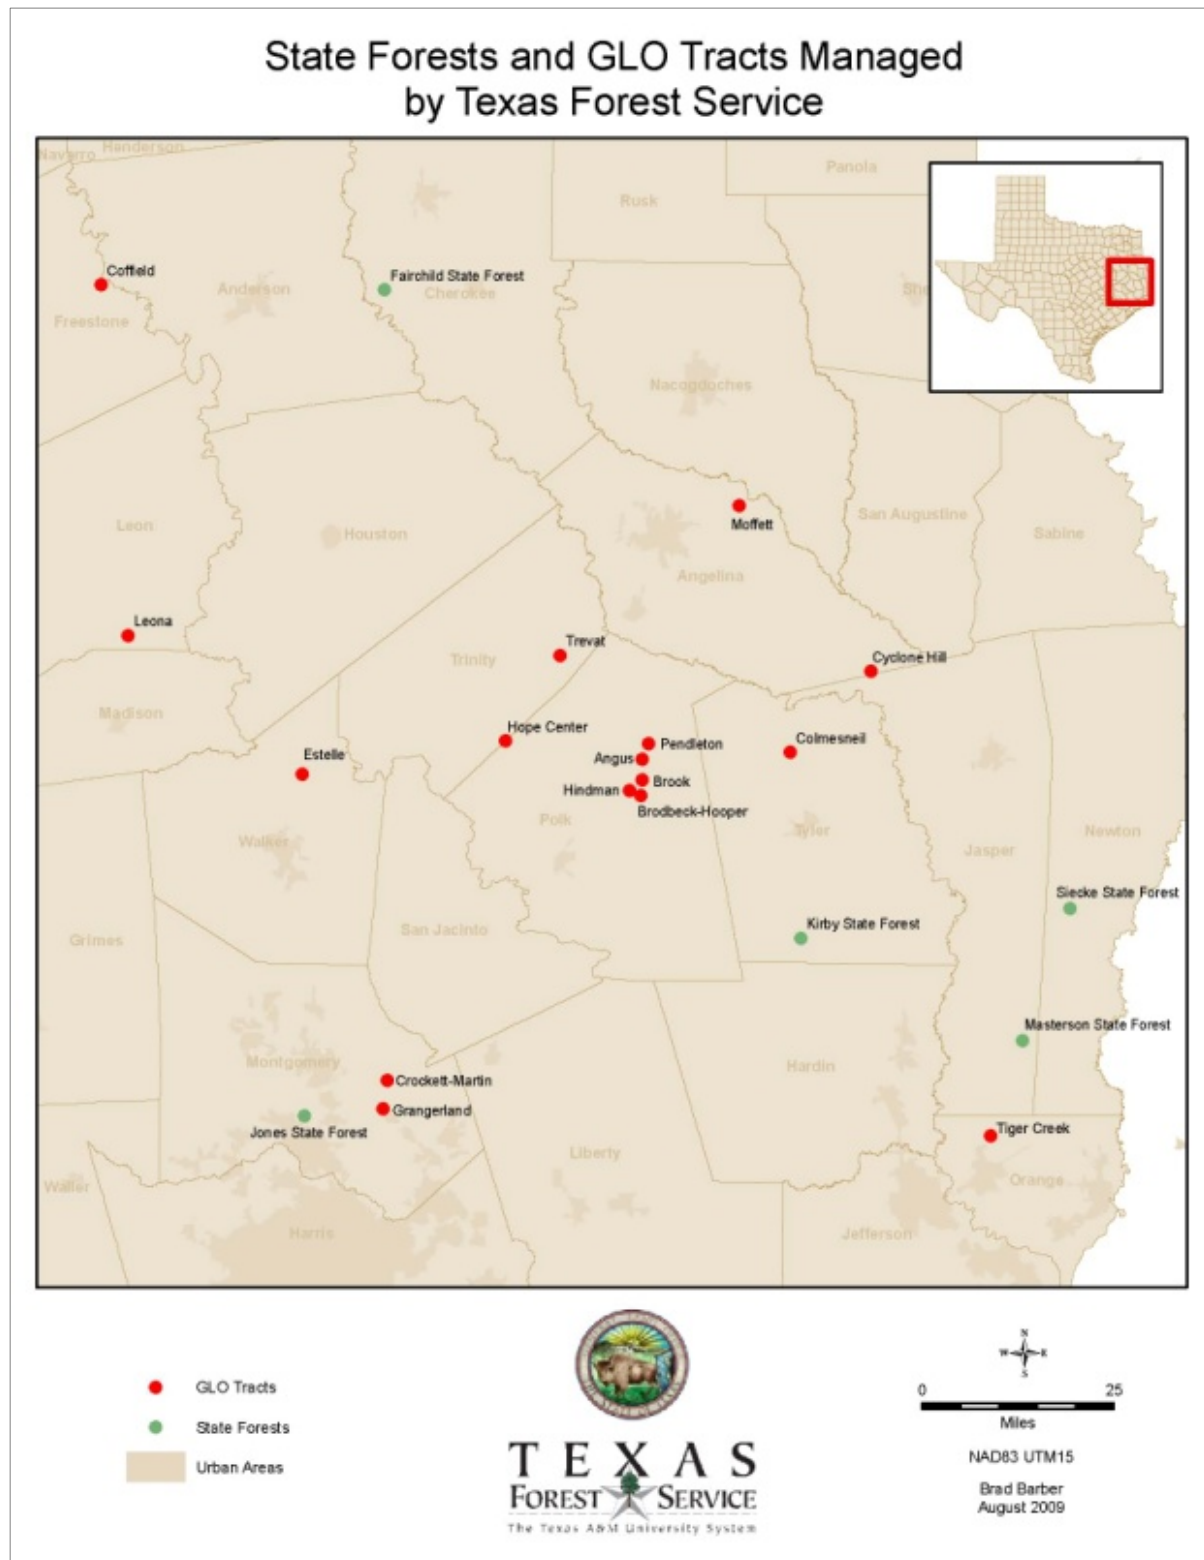 State Forests and GLO Tracts Managed
by Texas Forest Service
Navarro
Henderson
Panola
Rusk
Coffield
Fairchild State Forest
Anderson
Cherokee
Freestone
Nacogdoches
Moffett
San Augustine
Leon
Houston
Sabine
Angelina
Leona
Trevat
Trinity
Cyclone Hill
Madison
Hope Center
Pendleton
Colmesneil
Estelle
Angus
Brook
Hindman
Brodbeck-Hooper
Polk
Tyler
Newton
Walker
Jasper
Siecke State Forest
San Jacinto
Kirby State Forest
Grimes
Masterson State Forest
Montgomery
Hardin
Crockett-Martin
Grangerland
Jones State Forest
Tiger Creek
Liberty
Orange
Waller
Harris
Jefferson
GLO Tracts
State Forests
Urban Areas
TEXAS
FOREST SERVICE
The Texas A&M University System
N
W E
S
0 25
Miles
NAD83 UTM15
Brad Barber
August 2009